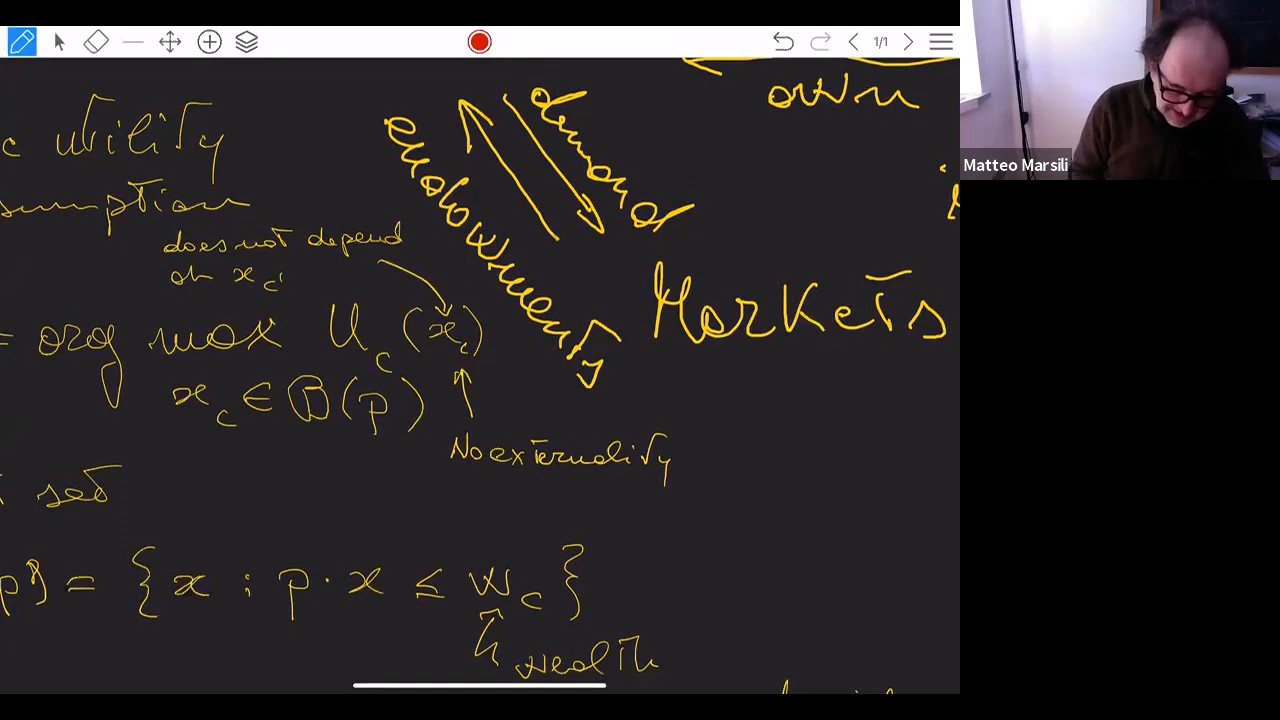 1/1
Matteo Marsili
c utility
sumption
does not depend
on x_c'
= arg max U_c (x_c)
x_c ∈ B(p)
No externality
set
p) = { x : p · x ≤ w_c }
wealth
demand
endowments
Markets
own